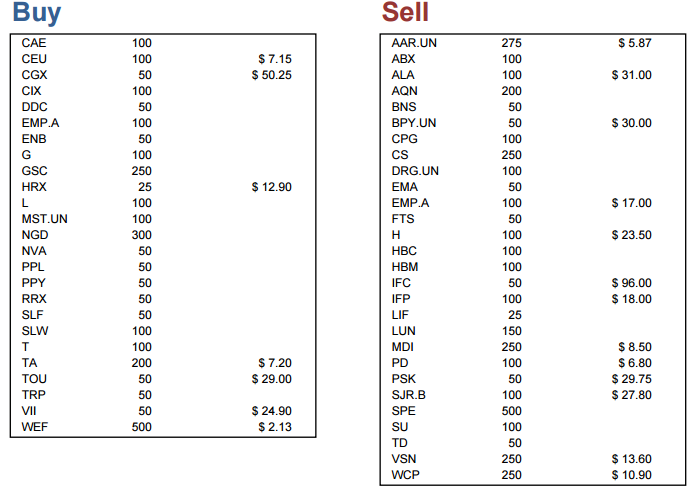 Buy
CAE 100
CEU 100 $ 7.15
CGX 50 $ 50.25
CIX 100
DDC 50
EMP.A 100
ENB 50
G 100
GSC 250
HRX 25 $ 12.90
L 100
MST.UN 100
NGD 300
NVA 50
PPL 50
PPY 50
RRX 50
SLF 50
SLW 100
T 100
TA 200 $ 7.20
TOU 50 $ 29.00
TRP 50
VII 50 $ 24.90
WEF 500 $ 2.13
Sell
AAR.UN 275 $ 5.87
ABX 100
ALA 100 $ 31.00
AQN 200
BNS 50
BPY.UN 50 $ 30.00
CPG 100
CS 250
DRG.UN 100
EMA 50
EMP.A 100 $ 17.00
FTS 50
H 100 $ 23.50
HBC 100
HBM 100
IFC 50 $ 96.00
IFP 100 $ 18.00
LIF 25
LUN 150
MDI 250 $ 8.50
PD 100 $ 6.80
PSK 50 $ 29.75
SJR.B 100 $ 27.80
SPE 500
SU 100
TD 50
VSN 250 $ 13.60
WCP 250 $ 10.90